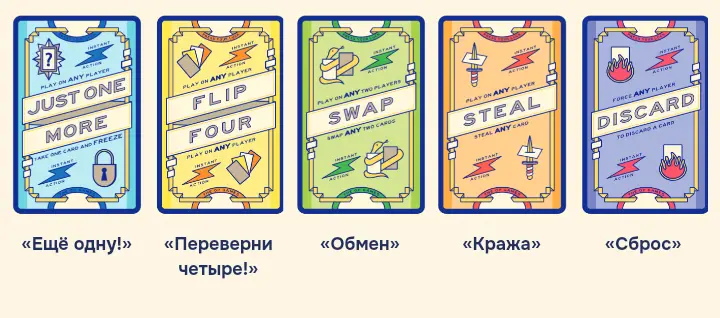 ?
INSTANT
ACTION
PLAY ON ANY PLAYER
JUST ONE
MORE
TAKE ONE CARD AND FREEZE
INSTANT
ACTION
«Ещё одну!»
INSTANT
ACTION
PLAY ON ANY PLAYER
FLIP
FOUR
PLAY ON ANY PLAYER
INSTANT
ACTION
«Переверни
четыре!»
INSTANT
ACTION
PLAY ON ANY TWO PLAYERS
SWAP
SWAP ANY TWO CARDS
INSTANT
ACTION
«Обмен»
INSTANT
ACTION
PLAY ON ANY PLAYER
STEAL
STEAL ANY CARD
INSTANT
ACTION
«Кража»
INSTANT
ACTION
FORCE ANY PLAYER
DISCARD
TO DISCARD A CARD
INSTANT
ACTION
«Сброс»